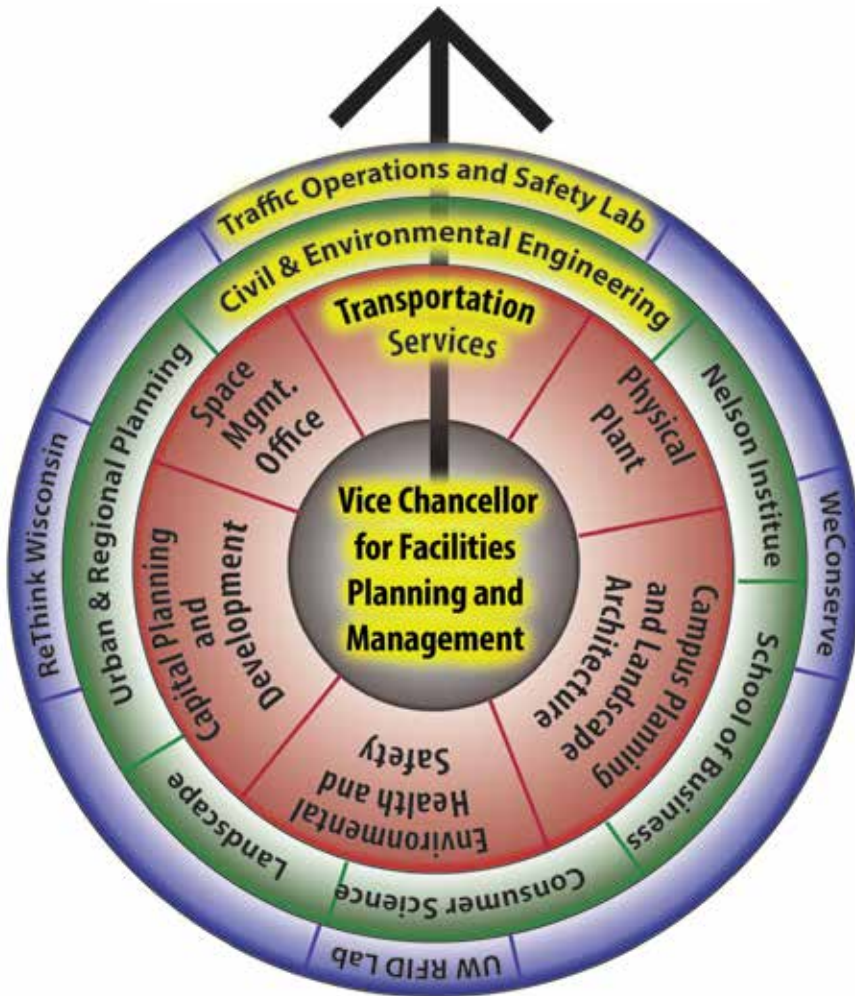 Traffic Operations and Safety Lab
Civil & Environmental Engineering
Transportation
Services
Space
Mgmt.
Office
Physical
Plant
Urban & Regional Planning
Nelson Institue
ReThink Wisconsin
WeConserve
Vice Chancellor
for Facilities
Planning and
Management
Capital Planning
and
Development
Campus Planning
and Landscape
Architecture
School of Business
Environmental
Health and
Safety
Landscape
Consumer Science
UW RFID Lab